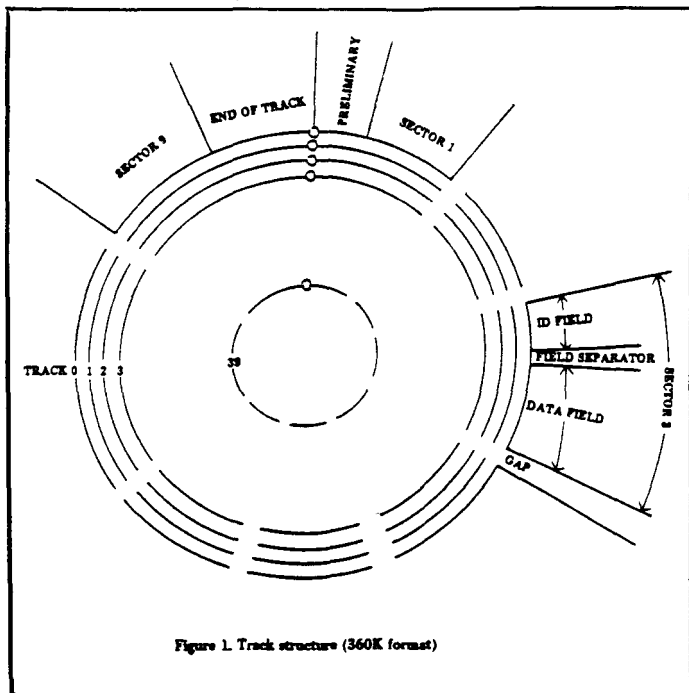 END OF TRACK
PRELIMINARY
SECTOR 9
SECTOR 1
ID FIELD
FIELD SEPARATOR
SECTOR 3
DATA FIELD
GAP
TRACK 0 1 2 3
39
Figure 1. Track structure (360K format)